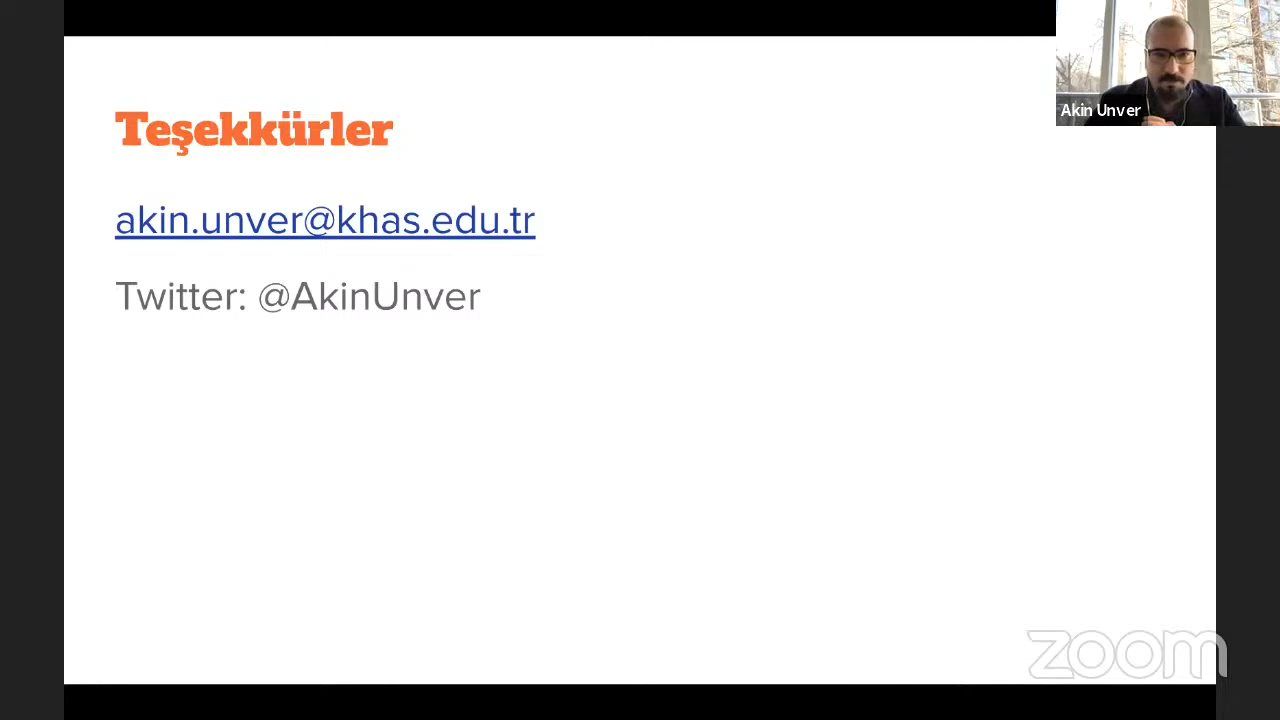 Teşekkürler
akin.unver@khas.edu.tr
Twitter: @AkinUnver
Akin Unver
zoom